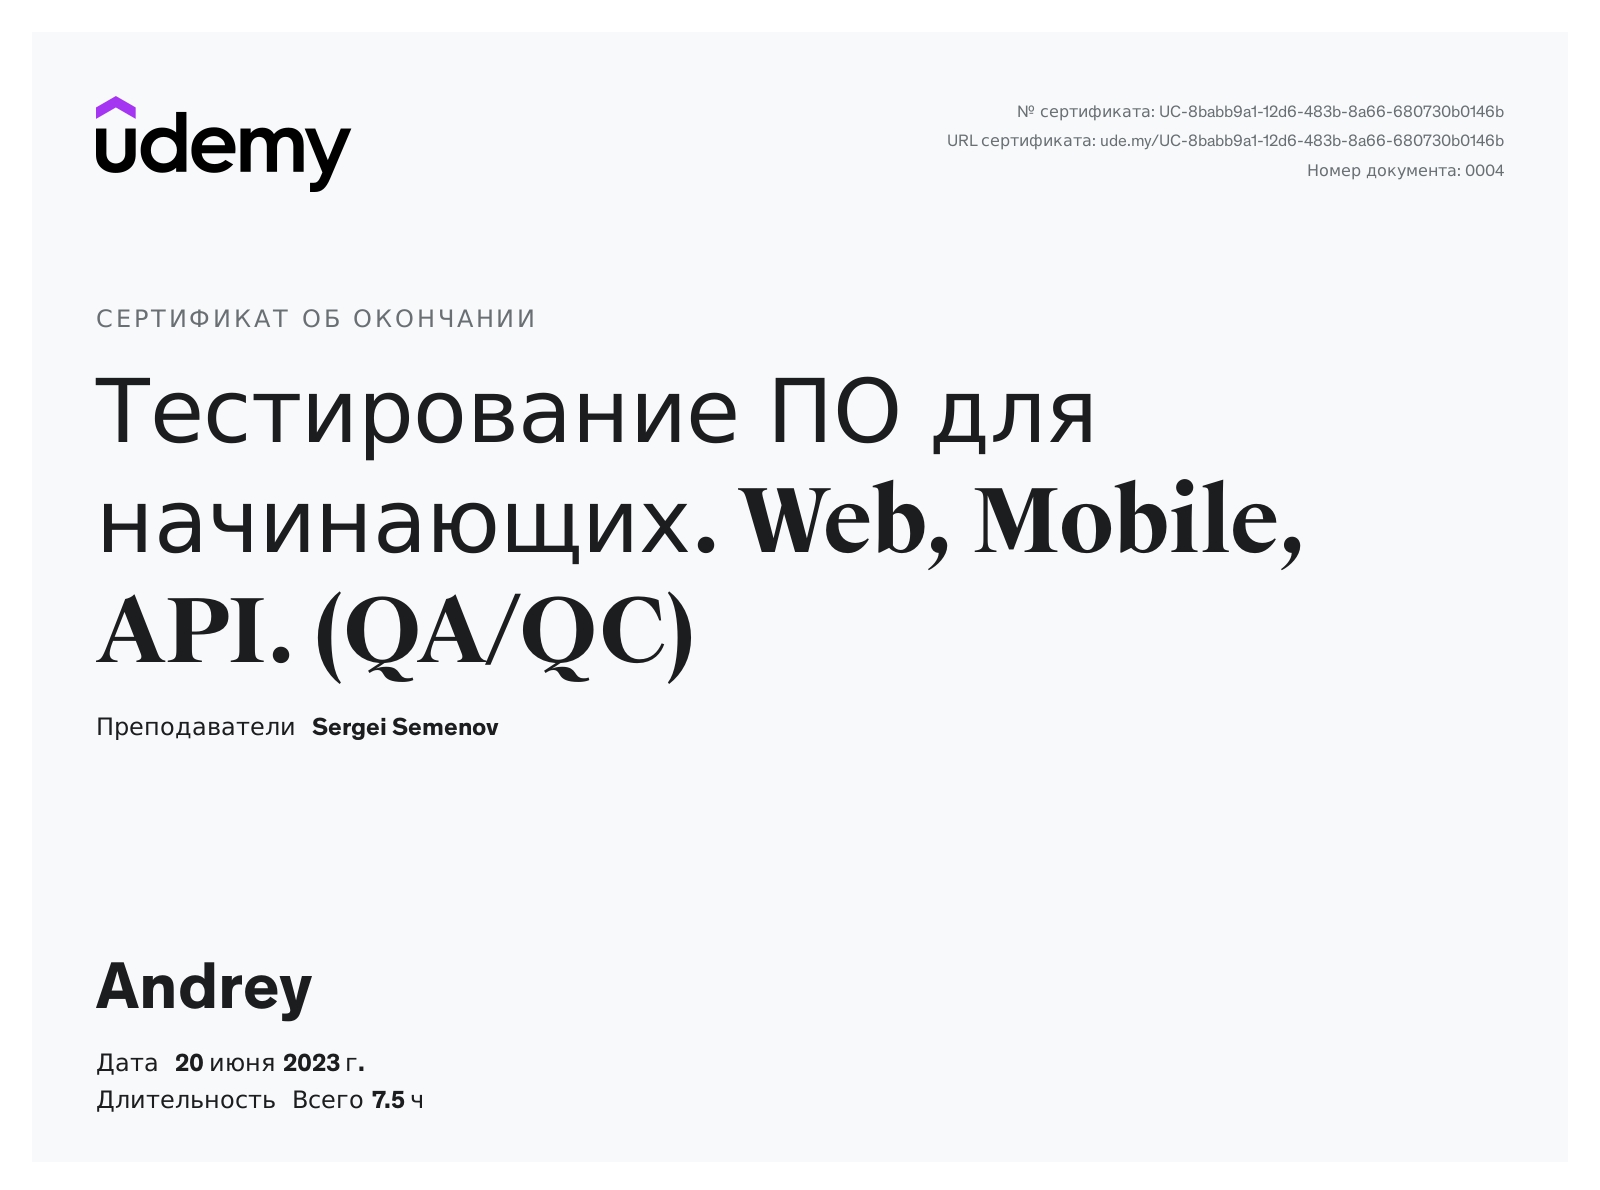 udemy
№ сертификата: UC-8babb9a1-12d6-483b-8a66-680730b0146b
URL сертификата: ude.my/UC-8babb9a1-12d6-483b-8a66-680730b0146b
Номер документа: 0004
СЕРТИФИКАТ ОБ ОКОНЧАНИИ
Тестирование ПО для
начинающих. Web, Mobile,
API. (QA/QC)
Преподаватели Sergei Semenov
Andrey
Дата 20 июня 2023 г.
Длительность Всего 7.5 ч